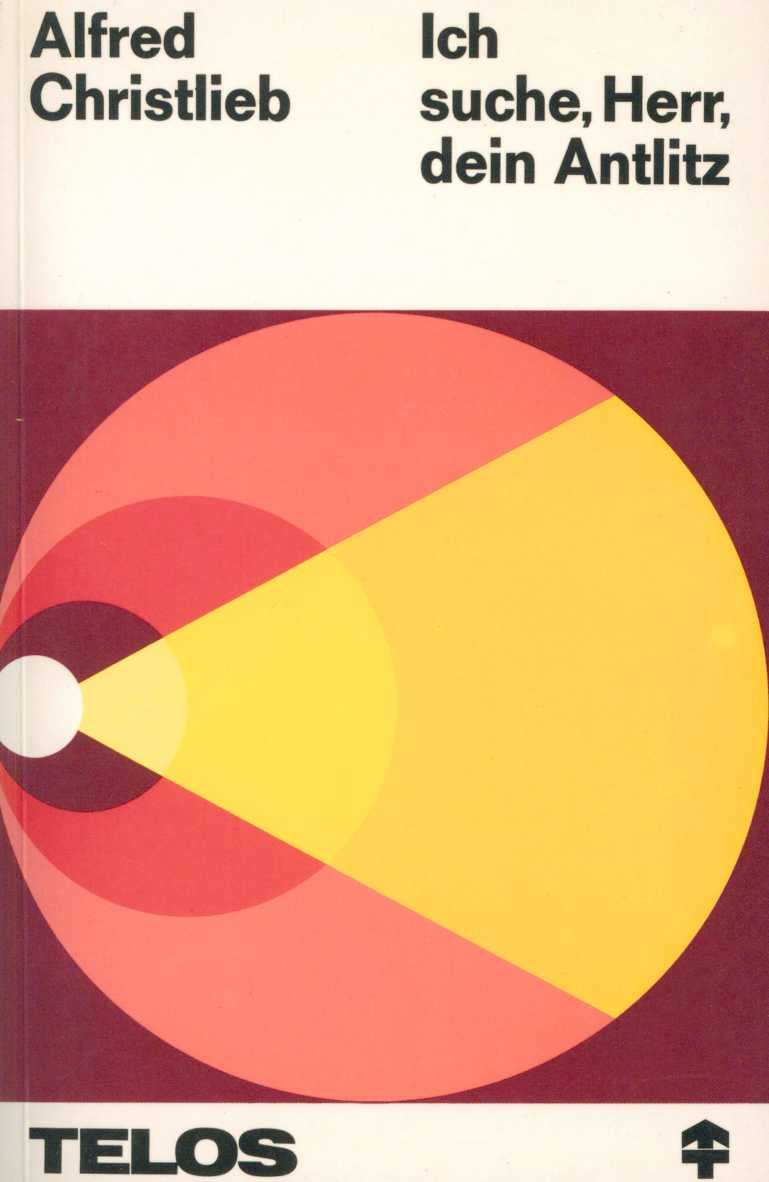 Alfred
Christlieb
Ich
suche, Herr,
dein Antlitz
TELOS